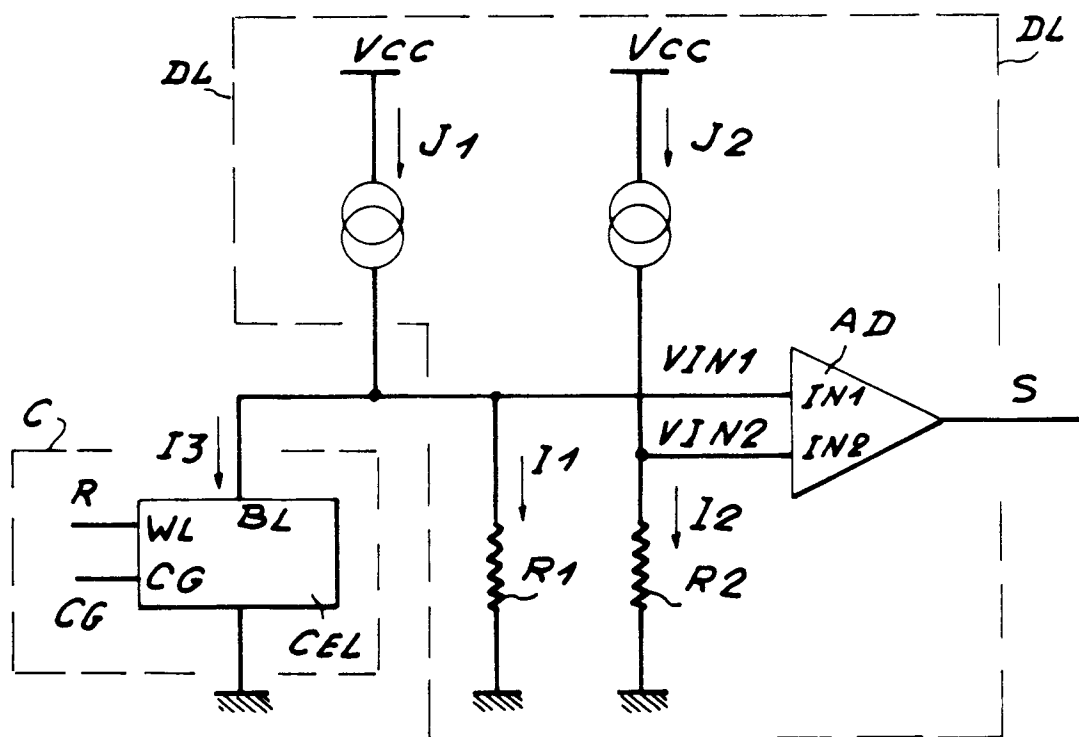 DL
VCC
VCC
DL
J1
J2
AD
VIN1
IN1
S
C
I3
VIN2
IN2
R
BL
I1
I2
WL
CG
R1
R2
CG
CEL